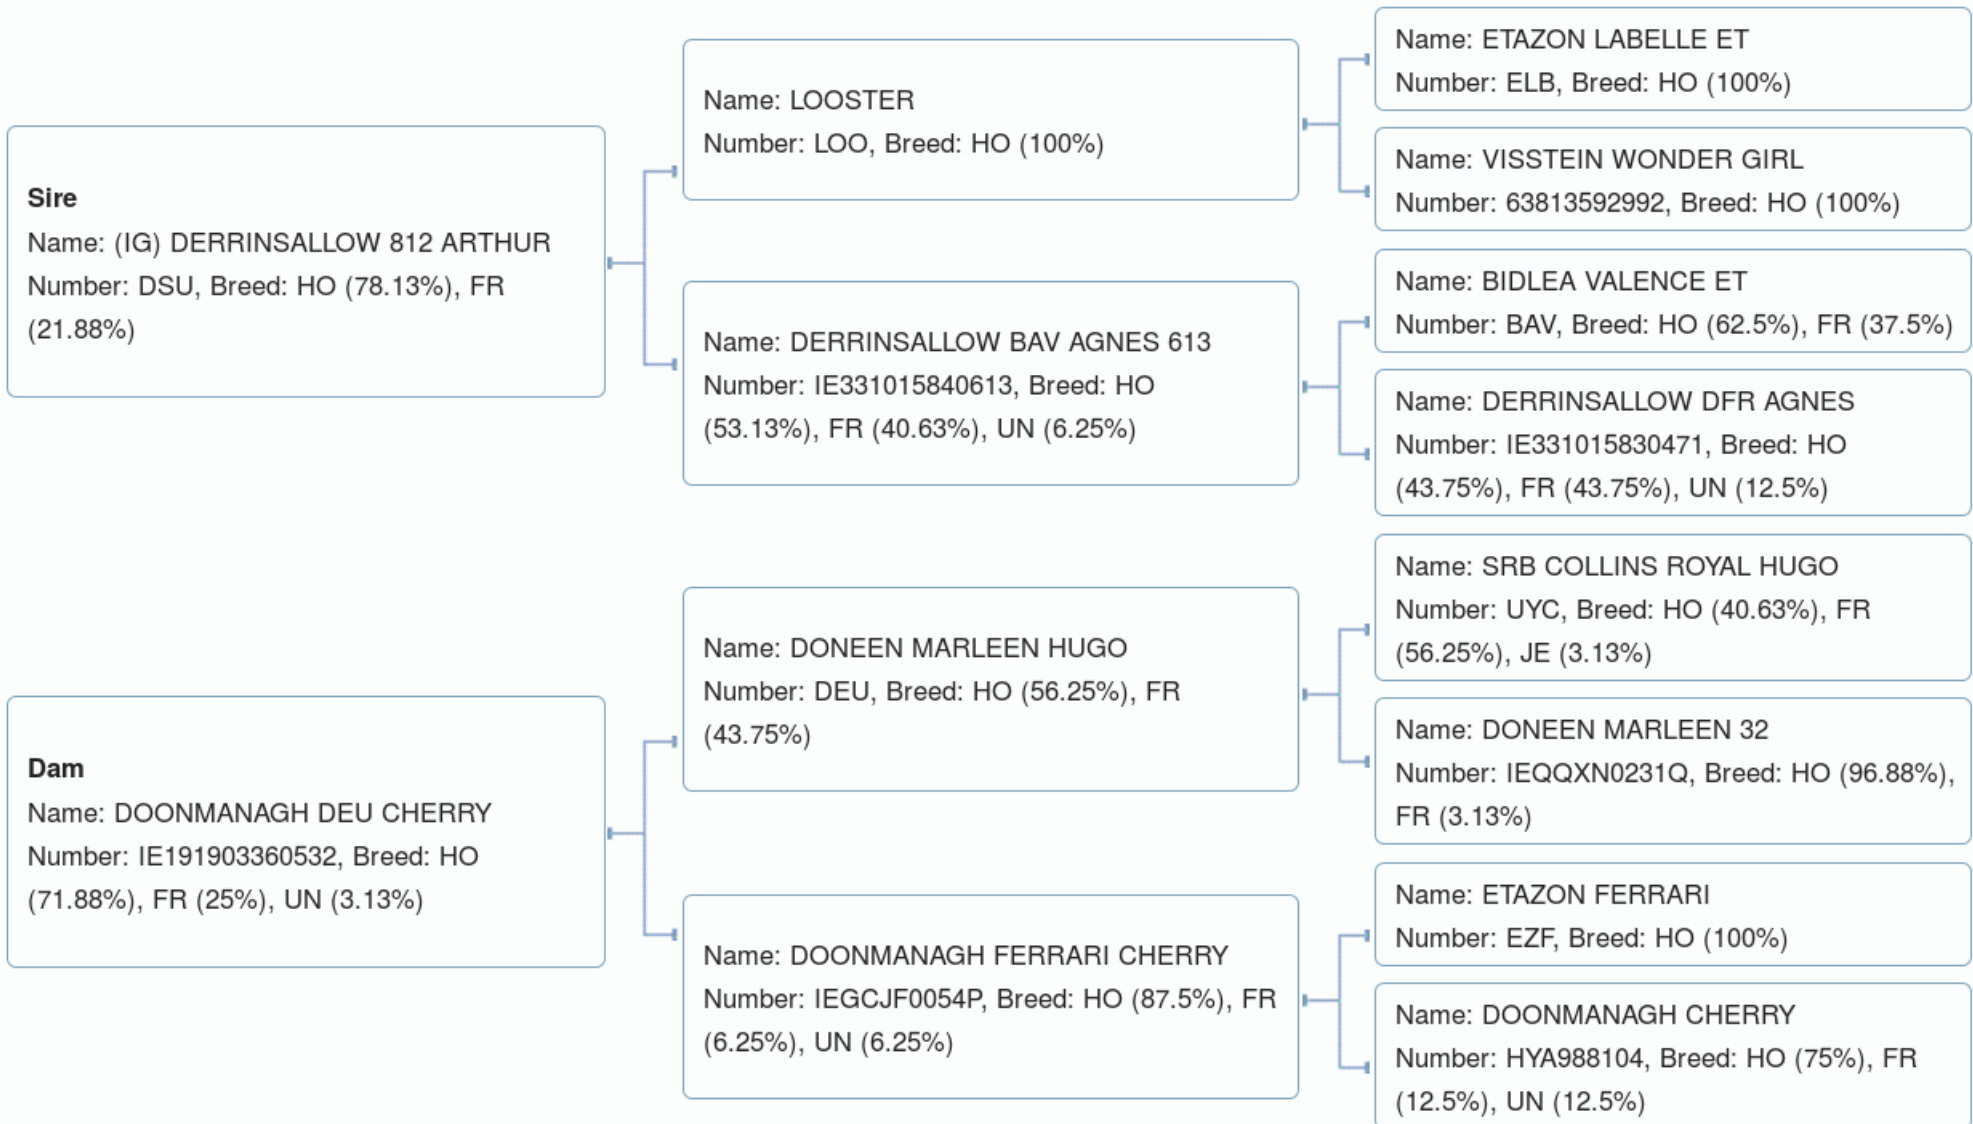 Sire
Name: (IG) DERRINSALLOW 812 ARTHUR
Number: DSU, Breed: HO (78.13%), FR
(21.88%)
Dam
Name: DOONMANAGH DEU CHERRY
Number: IE191903360532, Breed: HO
(71.88%), FR (25%), UN (3.13%)
Name: LOOSTER
Number: LOO, Breed: HO (100%)
Name: DERRINSALLOW BAV AGNES 613
Number: IE331015840613, Breed: HO
(53.13%), FR (40.63%), UN (6.25%)
Name: DONEEN MARLEEN HUGO
Number: DEU, Breed: HO (56.25%), FR
(43.75%)
Name: DOONMANAGH FERRARI CHERRY
Number: IEGCJF0054P, Breed: HO (87.5%), FR
(6.25%), UN (6.25%)
Name: ETAZON LABELLE ET
Number: ELB, Breed: HO (100%)
Name: VISSTEIN WONDER GIRL
Number: 63813592992, Breed: HO (100%)
Name: BIDLEA VALENCE ET
Number: BAV, Breed: HO (62.5%), FR (37.5%)
Name: DERRINSALLOW DFR AGNES
Number: IE331015830471, Breed: HO
(43.75%), FR (43.75%), UN (12.5%)
Name: SRB COLLINS ROYAL HUGO
Number: UYC, Breed: HO (40.63%), FR
(56.25%), JE (3.13%)
Name: DONEEN MARLEEN 32
Number: IEQQXN0231Q, Breed: HO (96.88%),
FR (3.13%)
Name: ETAZON FERRARI
Number: EZF, Breed: HO (100%)
Name: DOONMANAGH CHERRY
Number: HYA988104, Breed: HO (75%), FR
(12.5%), UN (12.5%)